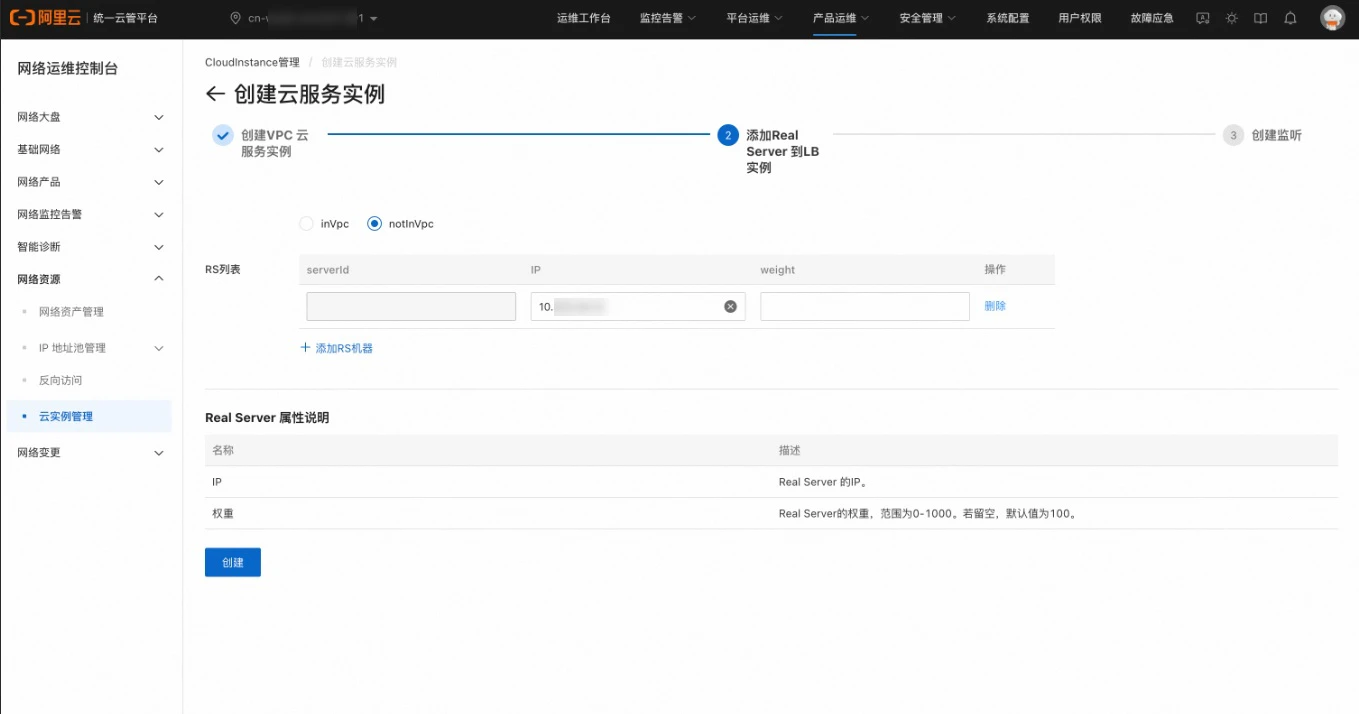 阿里云 统一云管平台 cn- 1 运维工作台 监控告警 平台运维 产品运维 安全管理 系统配置 用户权限 故障应急
网络运维控制台
网络大盘
基础网络
网络产品
网络监控告警
智能诊断
网络资源
网络资产管理
IP 地址池管理
反向访问
云实例管理
网络变更
CloudInstance管理 / 创建云服务实例
创建云服务实例
创建VPC 云
服务实例
2 添加Real
Server 到LB
实例
3 创建监听
inVpc notInVpc
RS列表 serverId IP weight 操作
10. 删除
+ 添加RS机器
Real Server 属性说明
名称 描述
IP Real Server 的IP。
权重 Real Server的权重，范围为0-1000。若留空，默认值为100。
创建